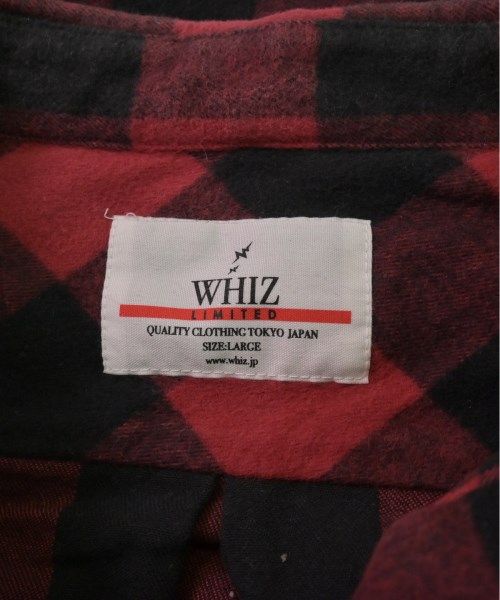 WHIZ
LIMITED
QUALITY CLOTHING TOKYO JAPAN
SIZE:LARGE
www.whiz.jp